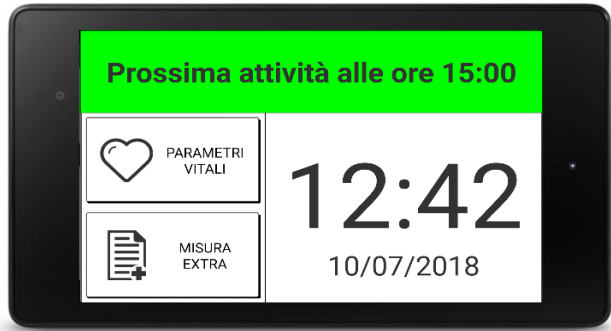 Prossima attività alle ore 15:00
PARAMETRI
VITALI
MISURA
EXTRA
12:42
10/07/2018